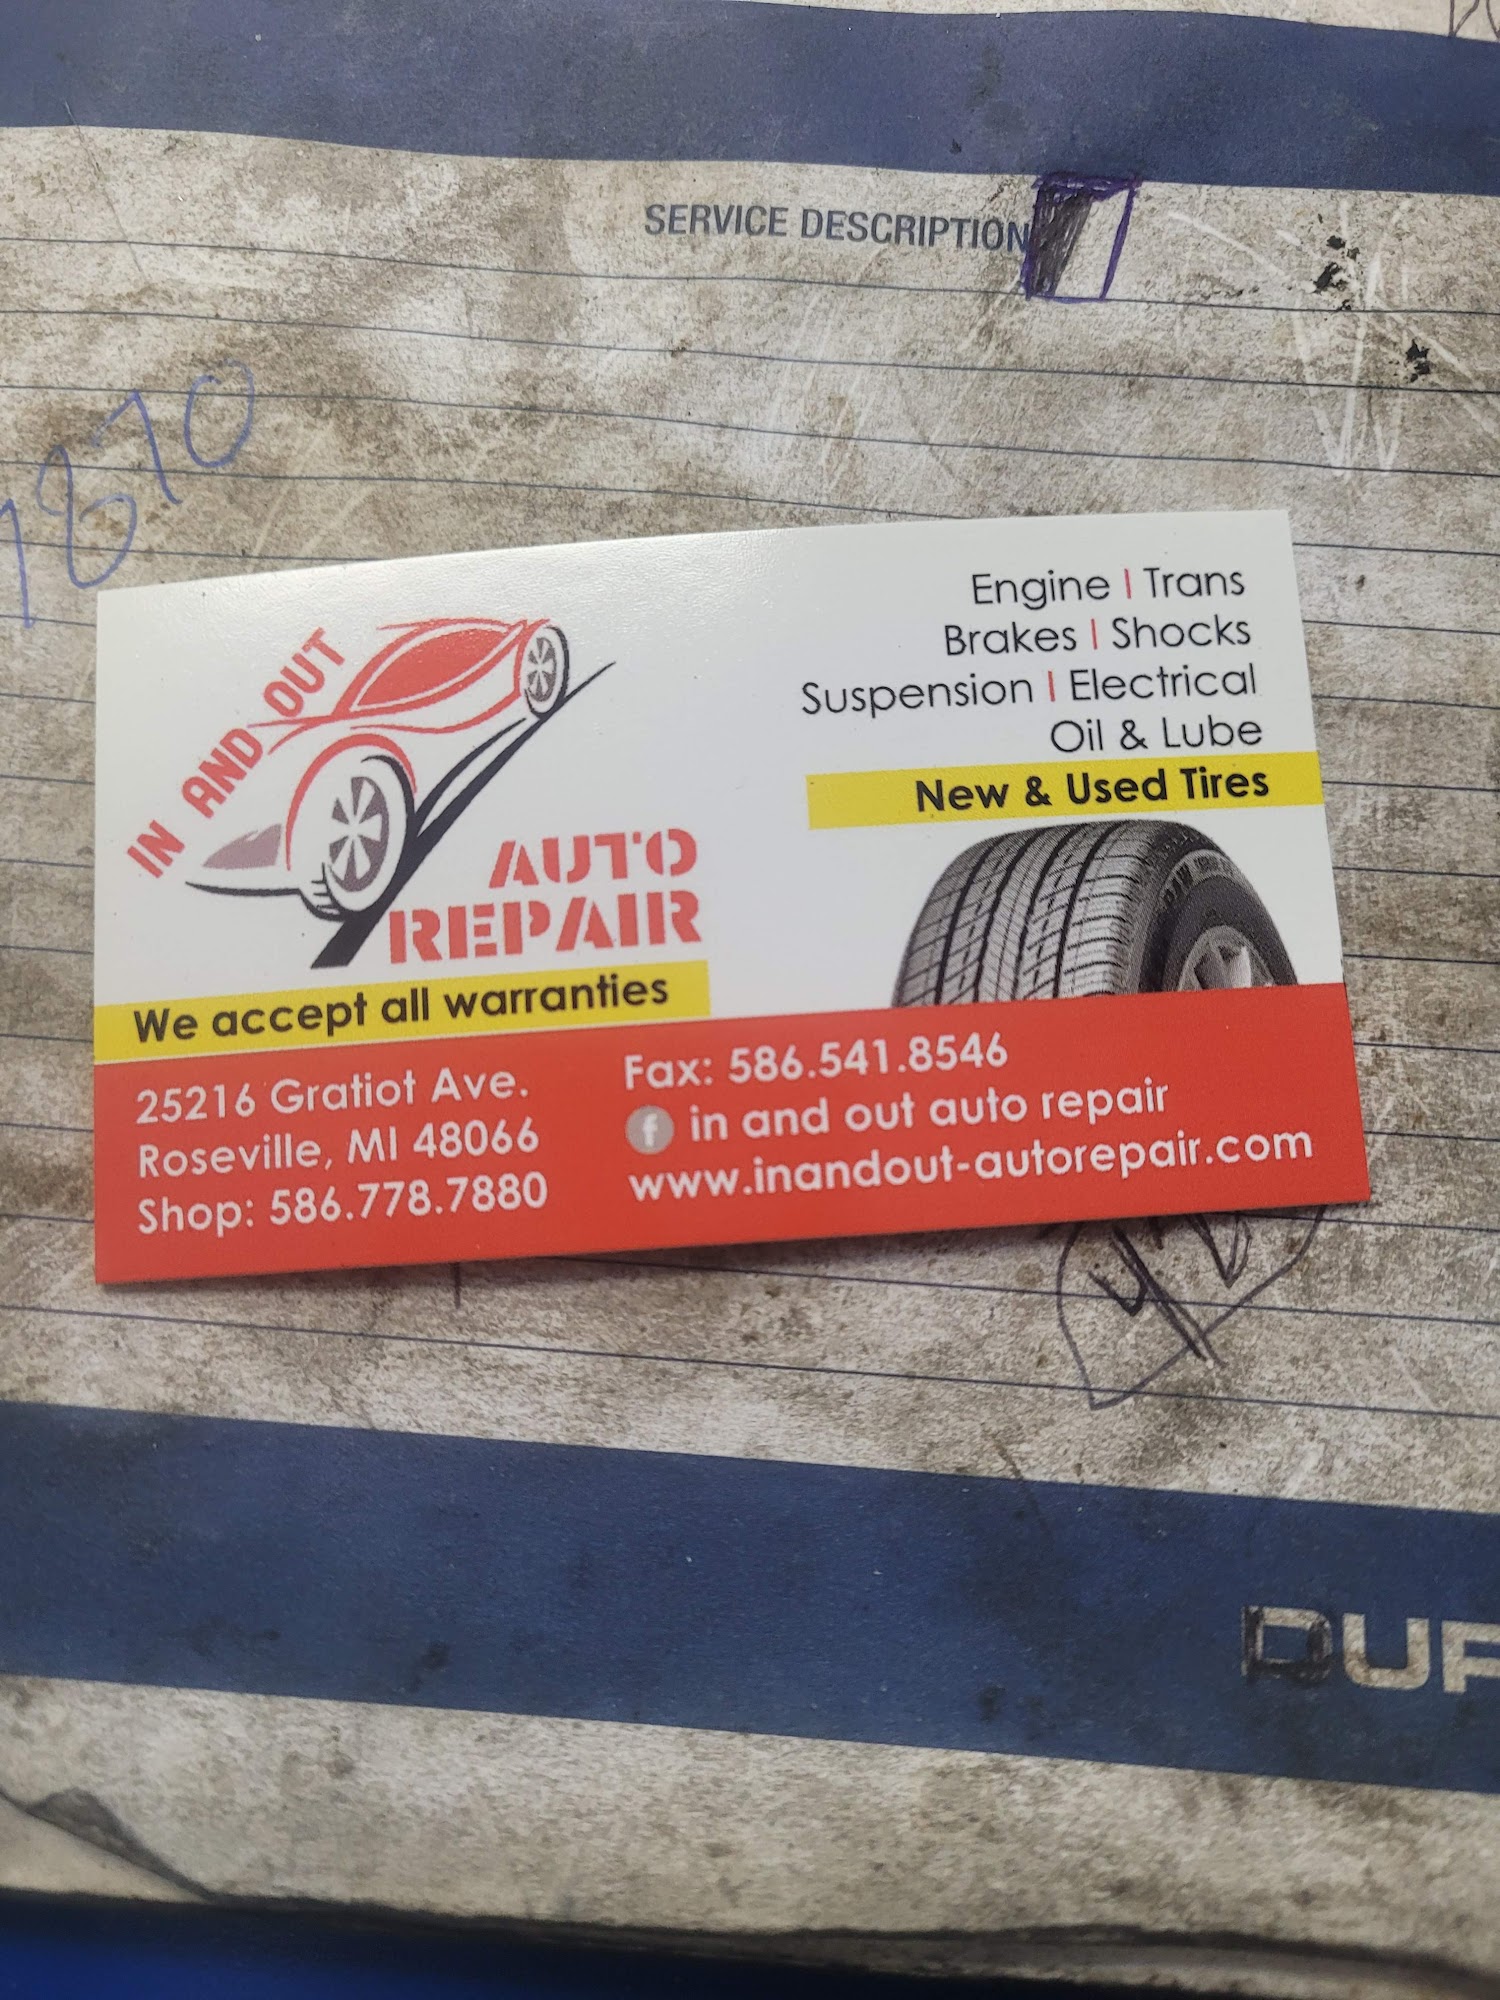 SERVICE DESCRIPTION
7870
IN AND OUT
AUTO
REPAIR
We accept all warranties
Engine | Trans
Brakes | Shocks
Suspension | Electrical
Oil & Lube
New & Used Tires
25216 Gratiot Ave.
Roseville, MI 48066
Shop: 586.778.7880
Fax: 586.541.8546
f in and out auto repair
www.inandout-autorepair.com